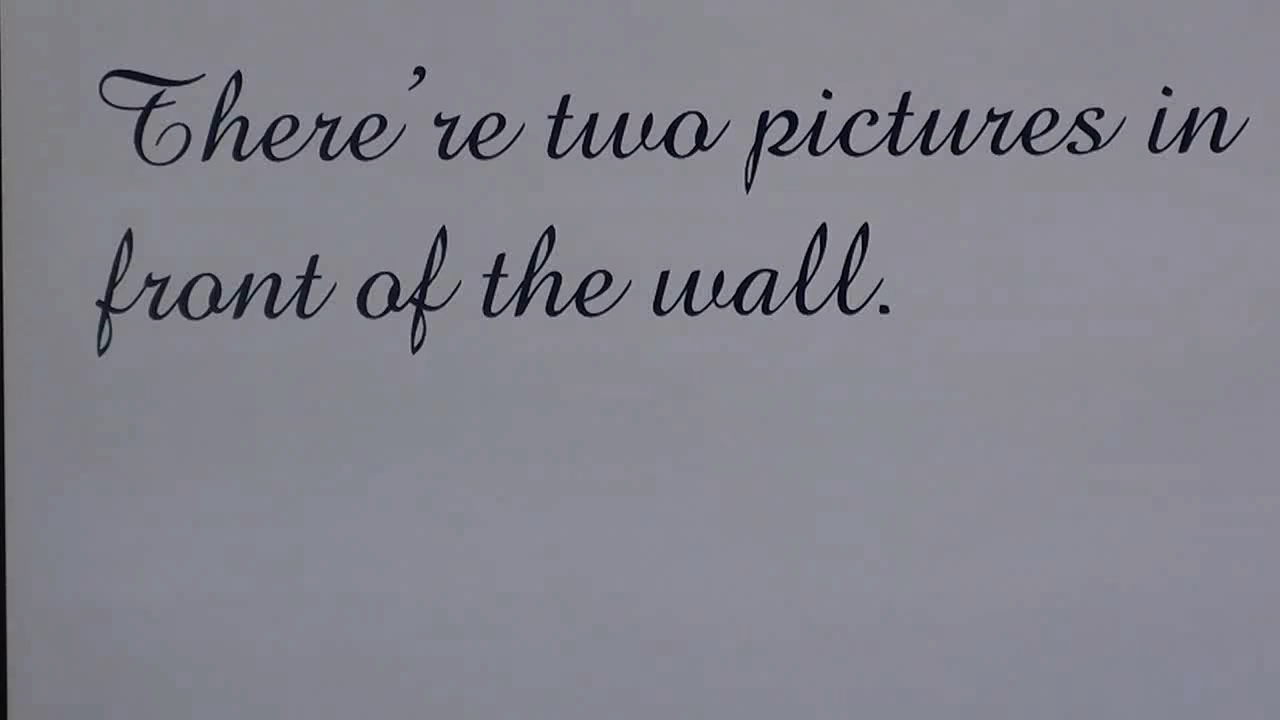 There're two pictures in
front of the wall.